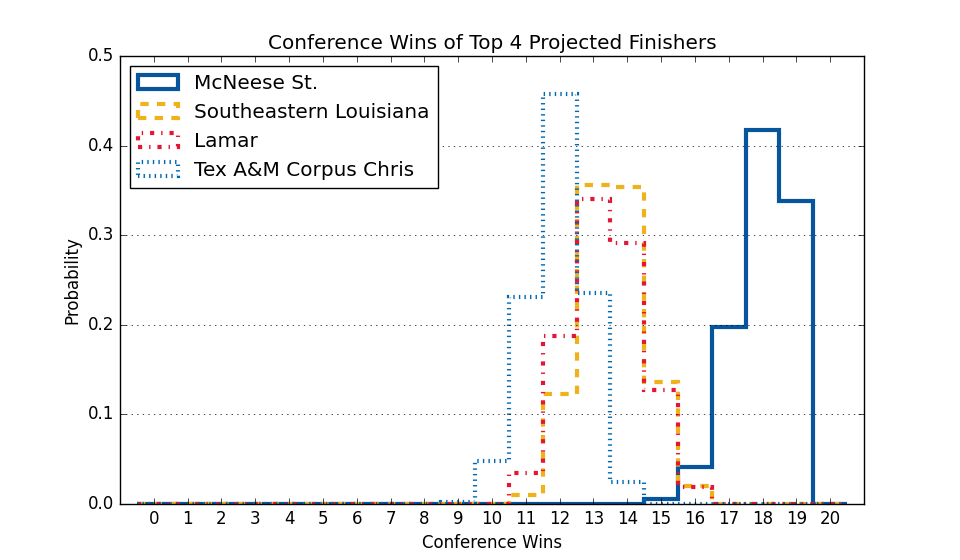 Conference Wins of Top 4 Projected Finishers
0.5
McNeese St.
Southeastern Louisiana
Lamar
Tex A&M Corpus Chris
0.4
0.3
0.2
0.1
0.0
Probability
0 1 2 3 4 5 6 7 8 9 10 11 12 13 14 15 16 17 18 19 20
Conference Wins